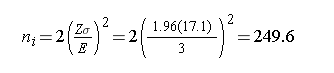 n_i = 2 (Zσ / E)^2 = 2 (1.96(17.1) / 3)^2 = 249.6